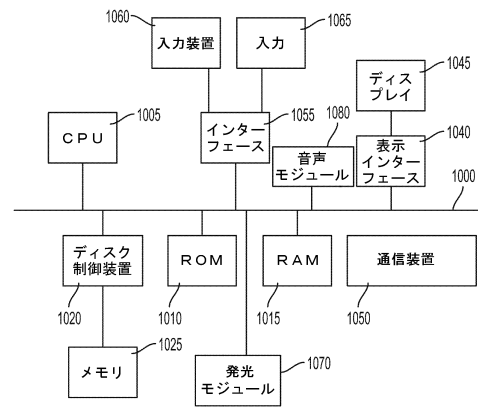 1060
入力装置
1065
入力
1045
ディス
プレイ
1005
CPU
1055
インター
フェース
1080
音声
モジュール
1040
表示
インター
フェース
1000
ディスク
制御装置
1020
ROM
1010
RAM
1015
通信装置
1050
メモリ
1025
発光
モジュール
1070